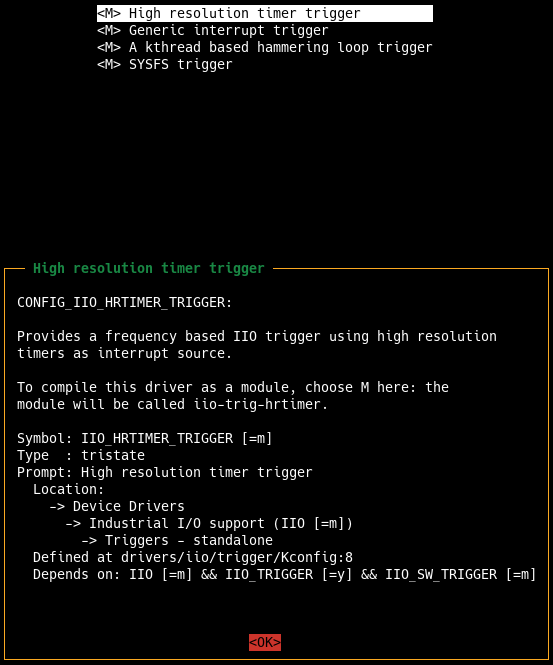 <M> High resolution timer trigger
<M> Generic interrupt trigger
<M> A kthread based hammering loop trigger
<M> SYSFS trigger
High resolution timer trigger
CONFIG_IIO_HRTIMER_TRIGGER:
Provides a frequency based IIO trigger using high resolution
timers as interrupt source.
To compile this driver as a module, choose M here: the
module will be called iio-trig-hrtimer.
Symbol: IIO_HRTIMER_TRIGGER [=m]
Type  : tristate
Prompt: High resolution timer trigger
Location:
-> Device Drivers
-> Industrial I/O support (IIO [=m])
-> Triggers - standalone
Defined at drivers/iio/trigger/Kconfig:8
Depends on: IIO [=m] && IIO_TRIGGER [=y] && IIO_SW_TRIGGER [=m]
<OK>